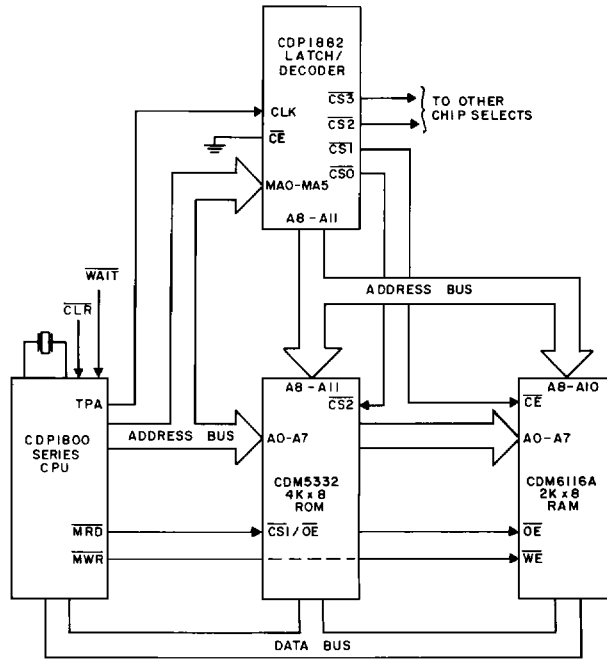 CDP1882
LATCH/
DECODER
CLK
CE
MA0-MA5
CS3
CS2
CS1
CS0
A8-A11
TO OTHER
CHIP SELECTS
WAIT
CLR
ADDRESS BUS
TPA
CDP1800
SERIES
CPU
MRD
MWR
ADDRESS BUS
A8-A11
CS2
A0-A7
CDM5332
4K x 8
ROM
CS1/OE
A8-A10
CE
A0-A7
CDM6116A
2K x 8
RAM
OE
WE
DATA BUS